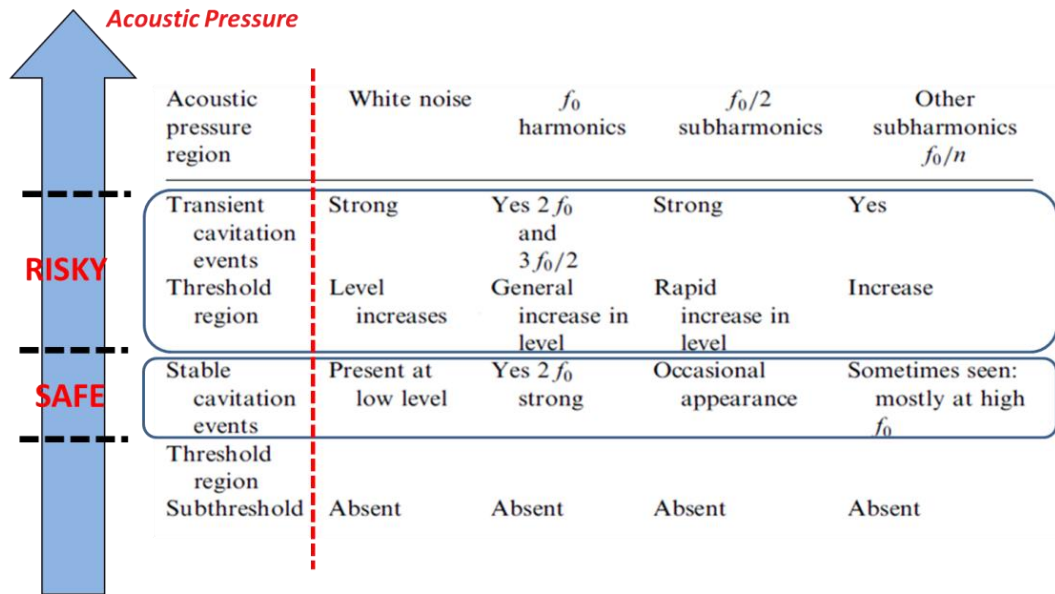 Acoustic Pressure
Acoustic pressure region
White noise
f₀ harmonics
f₀/2 subharmonics
Other subharmonics f₀/n
RISKY
Transient cavitation events
Strong
Yes 2f₀ and 3f₀/2
Strong
Yes
Threshold region
Level increases
General increase in level
Rapid increase in level
Increase
SAFE
Stable cavitation events
Present at low level
Yes 2f₀ strong
Occasional appearance
Sometimes seen: mostly at high f₀
Threshold region
Subthreshold
Absent
Absent
Absent
Absent